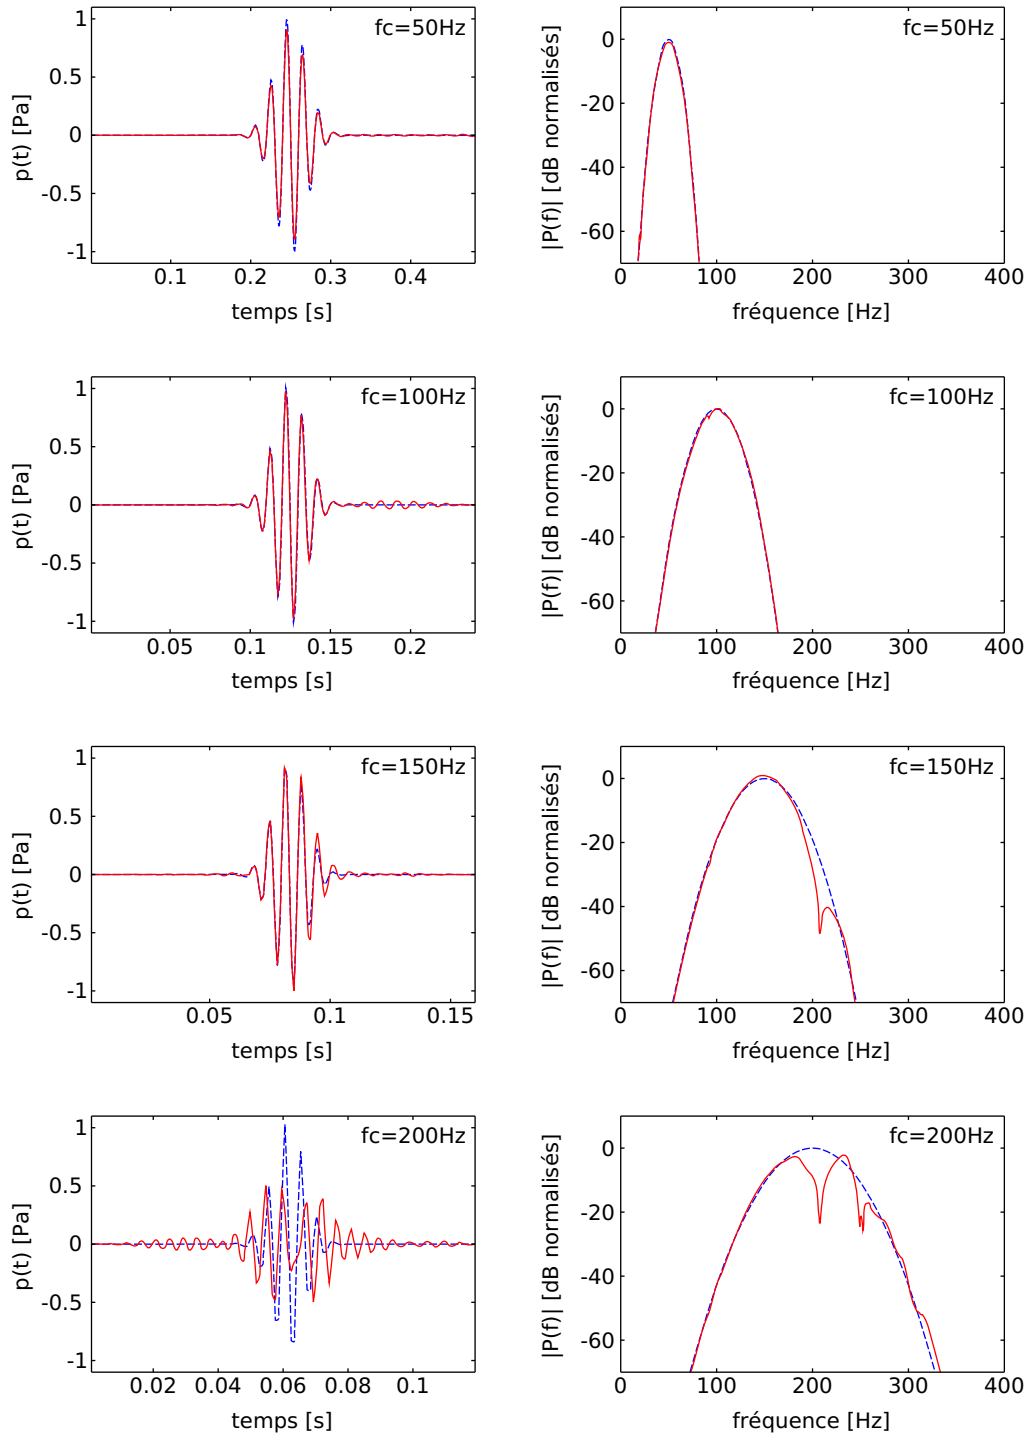 fc=50Hz
p(t) [Pa]
1
0.5
0
-0.5
-1
0.1 0.2 0.3 0.4
temps [s]
fc=50Hz
|P(f)| [dB normalisés]
0
-20
-40
-60
0 100 200 300 400
fréquence [Hz]
fc=100Hz
p(t) [Pa]
1
0.5
0
-0.5
-1
0.05 0.1 0.15 0.2
temps [s]
fc=100Hz
|P(f)| [dB normalisés]
0
-20
-40
-60
0 100 200 300 400
fréquence [Hz]
fc=150Hz
p(t) [Pa]
1
0.5
0
-0.5
-1
0.05 0.1 0.15
temps [s]
fc=150Hz
|P(f)| [dB normalisés]
0
-20
-40
-60
0 100 200 300 400
fréquence [Hz]
fc=200Hz
p(t) [Pa]
1
0.5
0
-0.5
-1
0.02 0.04 0.06 0.08 0.1
temps [s]
fc=200Hz
|P(f)| [dB normalisés]
0
-20
-40
-60
0 100 200 300 400
fréquence [Hz]